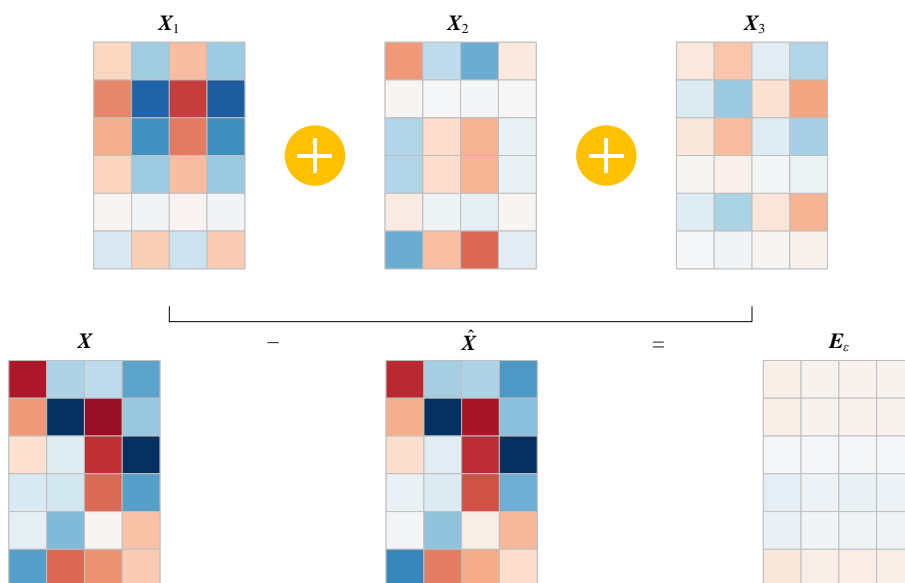 X₁ X₂ X₃
X − X̂ = Eε